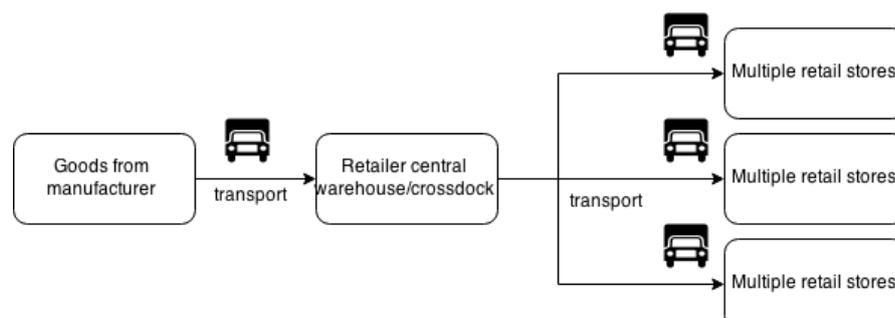 Goods from
manufacturer
transport
Retailer central
warehouse/crossdock
transport
Multiple retail stores
Multiple retail stores
Multiple retail stores